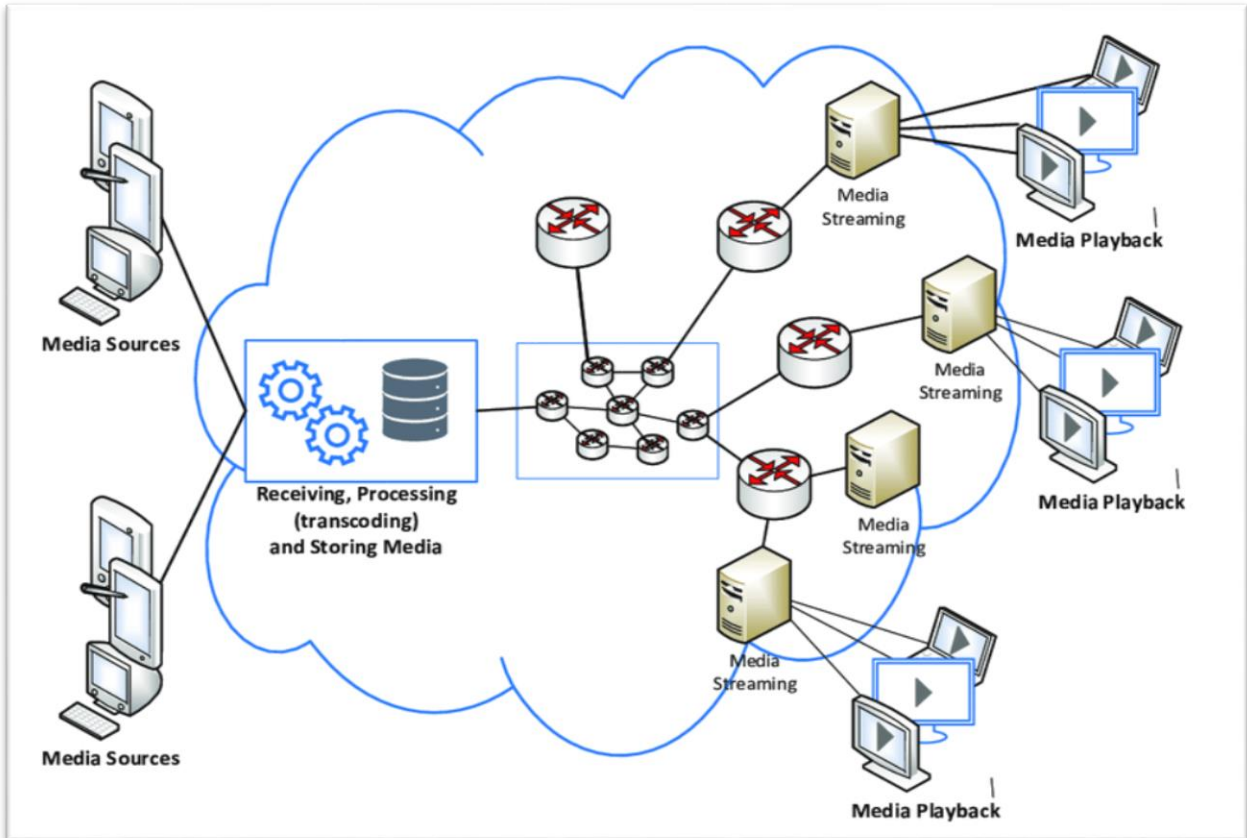 Media
Streaming
Media Playback
Media Sources
Media
Streaming
Receiving, Processing
(transcoding)
and Storing Media
Media Playback
Media
Streaming
Media
Streaming
Media Sources
Media Playback